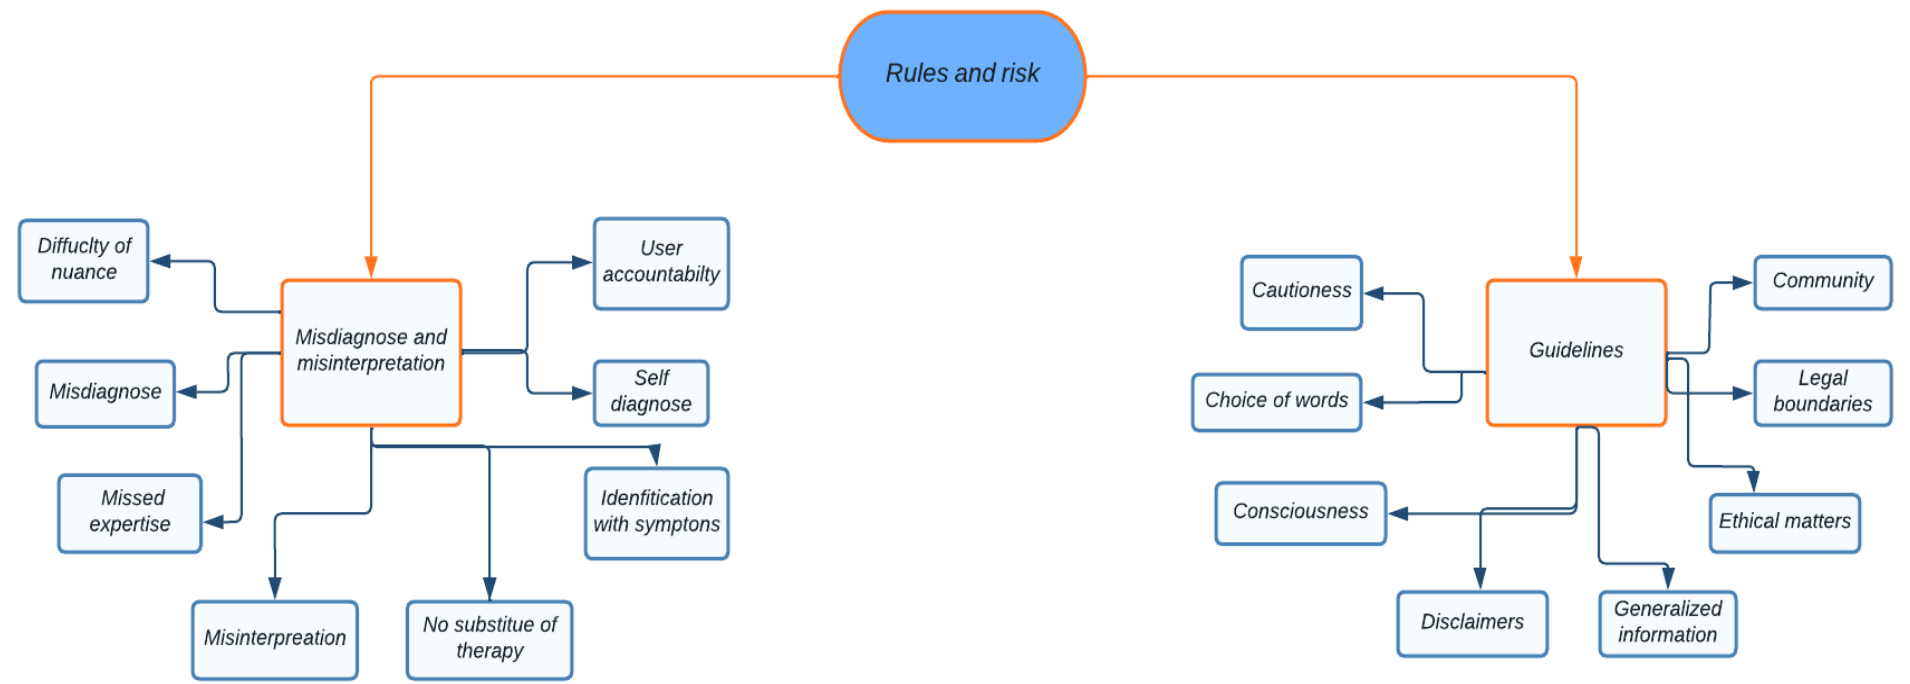 Rules and risk
Diffuclty of
nuance
User
accountabilty
Misdiagnose and
misinterpretation
Misdiagnose
Self
diagnose
Missed
expertise
Idenfitication
with symptons
Misinterpreation
No substitue of
therapy
Cautioness
Community
Guidelines
Choice of words
Legal
boundaries
Consciousness
Ethical matters
Disclaimers
Generalized
information